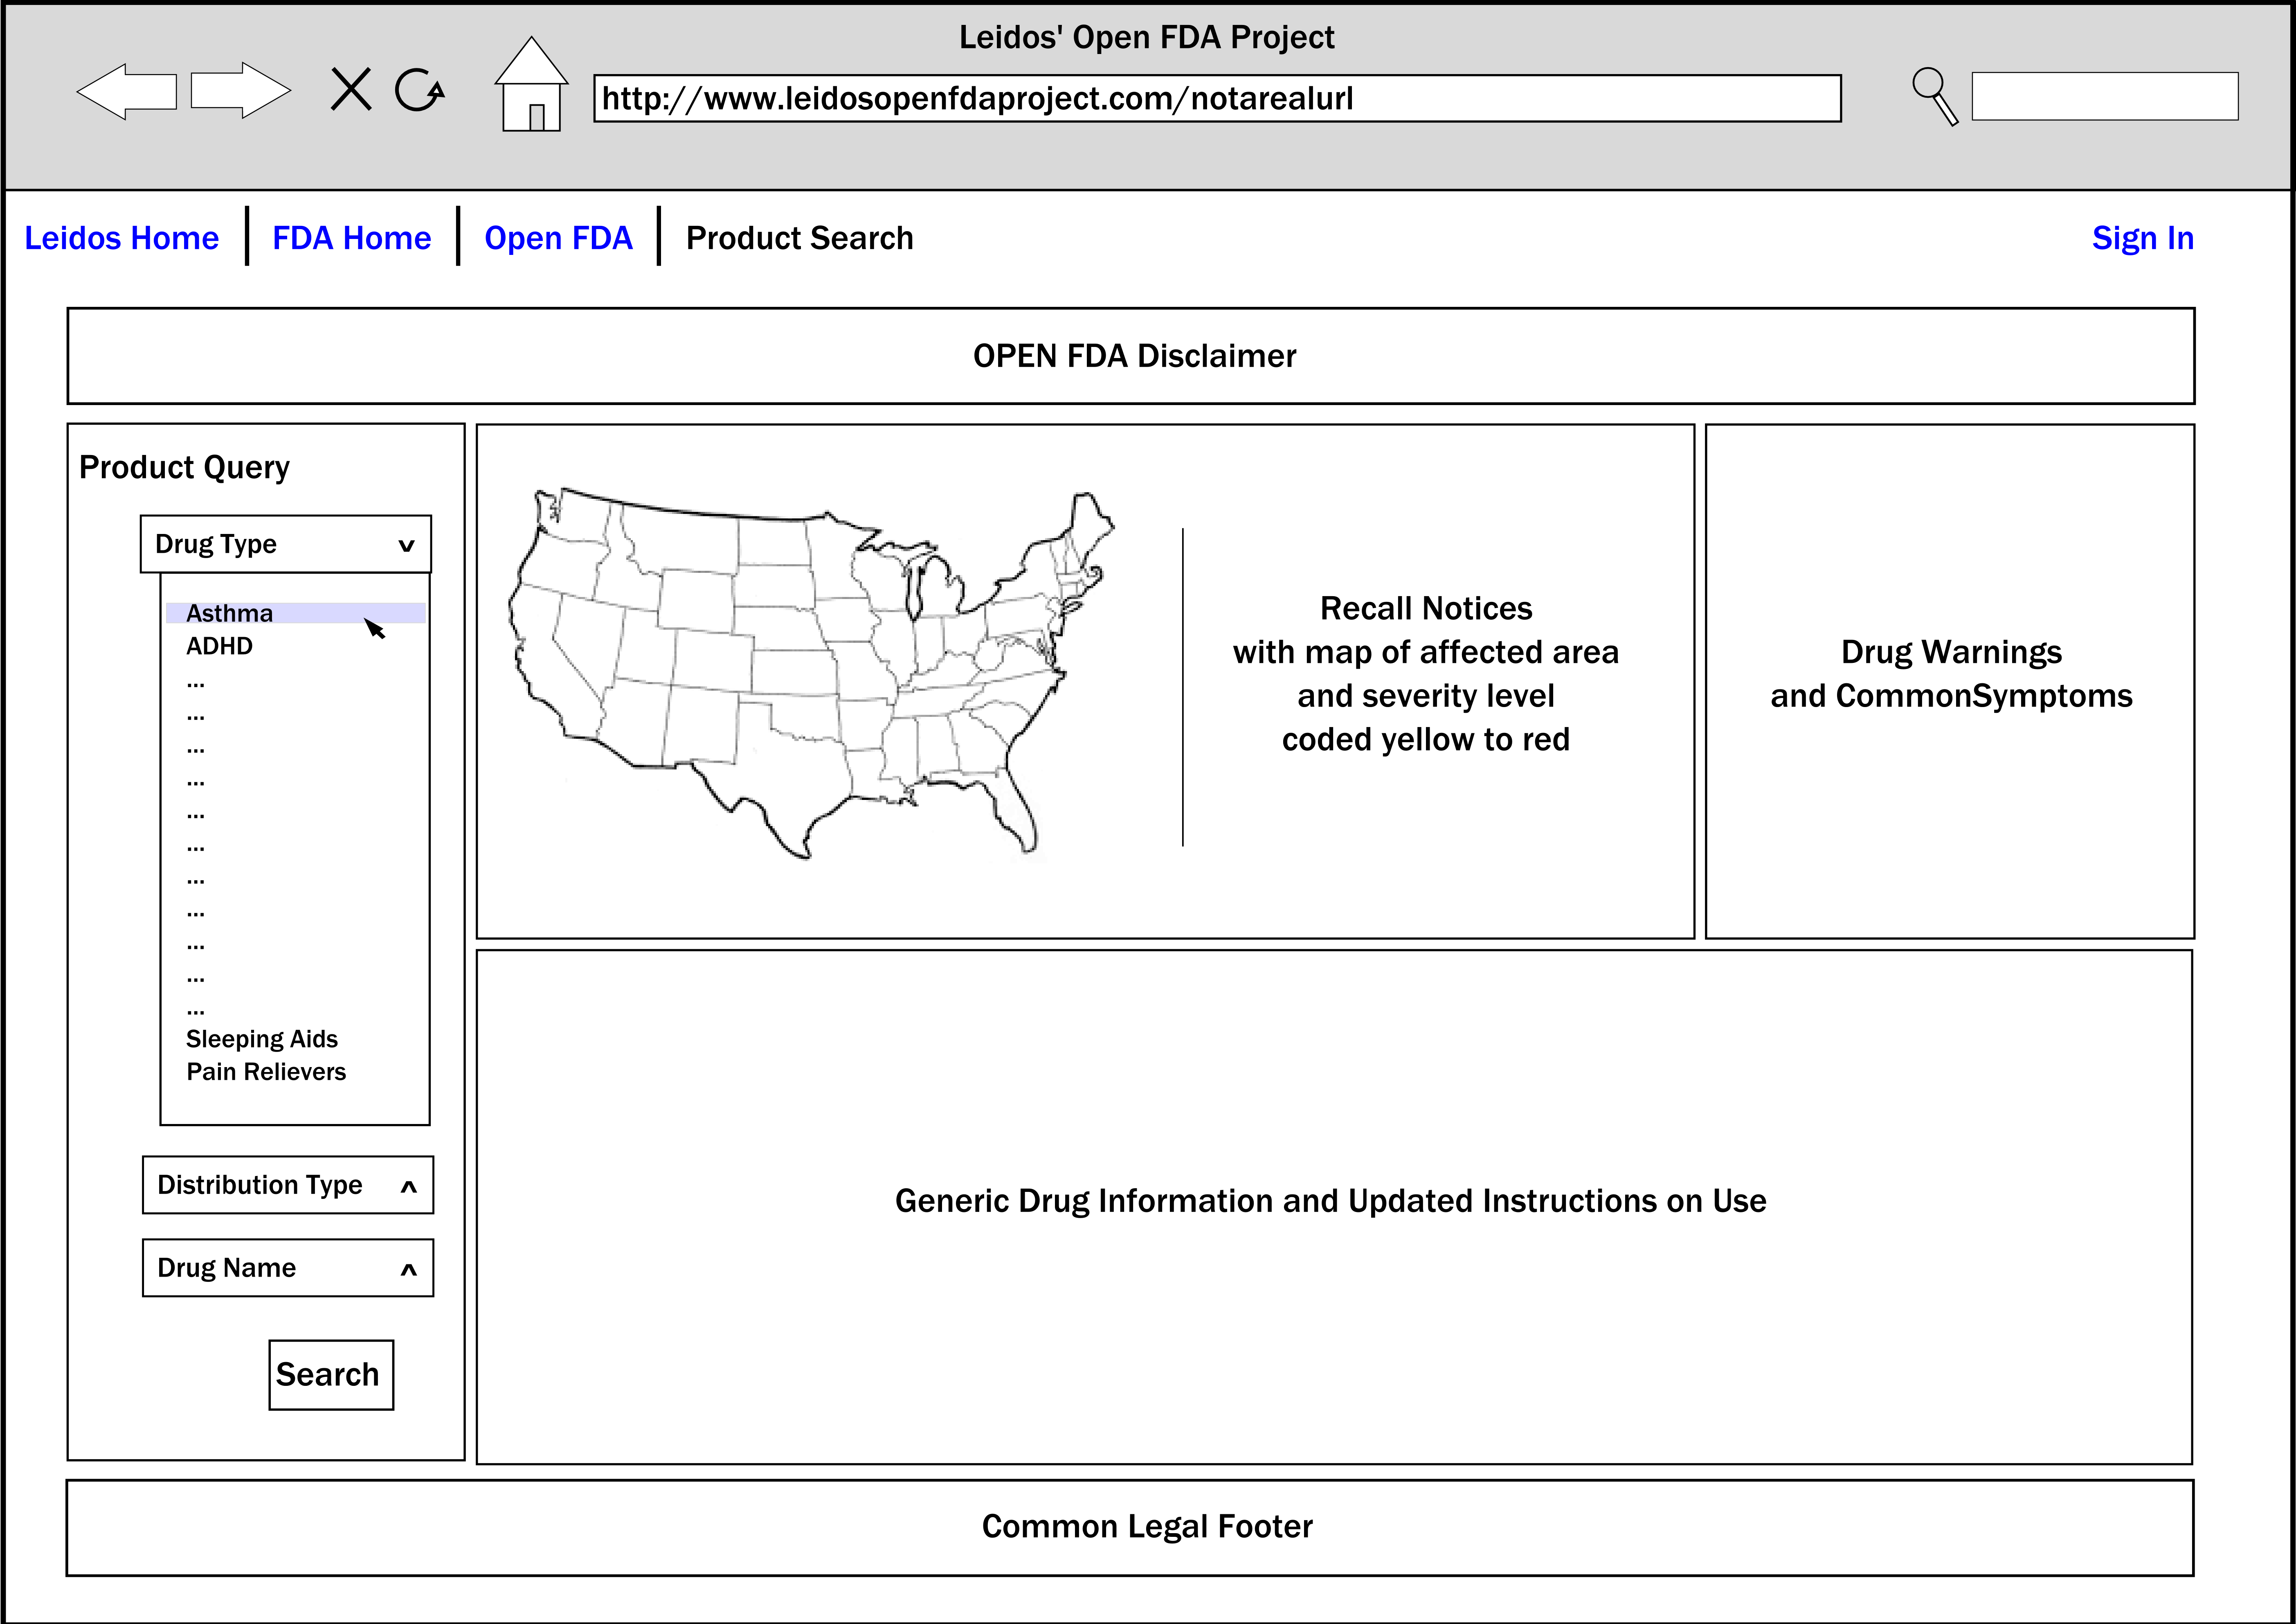 Leidos' Open FDA Project
http://www.leidosopenfdaproject.com/notarealurl
Leidos Home | FDA Home | Open FDA | Product Search
Sign In
OPEN FDA Disclaimer
Product Query
Drug Type v
Asthma
ADHD
...
...
...
...
...
...
...
...
...
...
...
Sleeping Aids
Pain Relievers
Distribution Type ʌ
Drug Name ʌ
Search
Recall Notices
with map of affected area
and severity level
coded yellow to red
Drug Warnings
and CommonSymptoms
Generic Drug Information and Updated Instructions on Use
Common Legal Footer